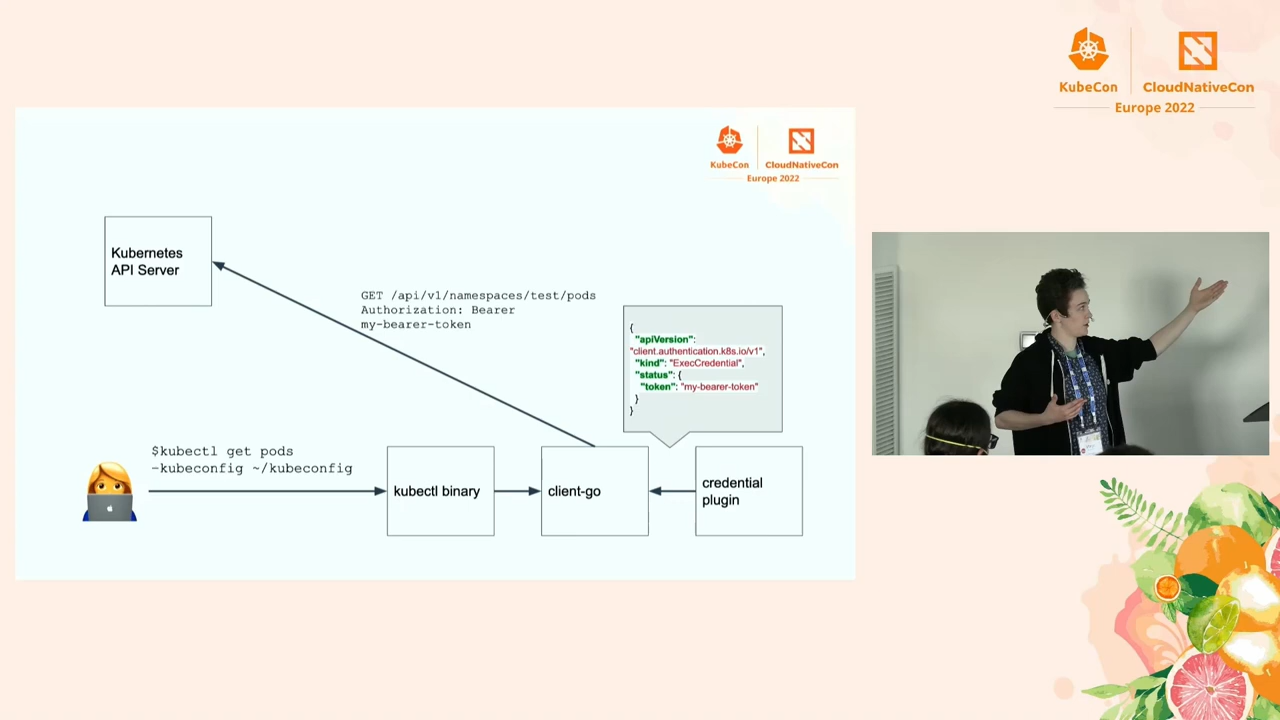 KubeCon
CloudNativeCon
Europe 2022
KubeCon
CloudNativeCon
Europe 2022
Kubernetes
API Server
GET /api/v1/namespaces/test/pods
Authorization: Bearer
my-bearer-token
{
"apiVersion":
"client.authentication.k8s.io/v1",
"kind": "ExecCredential",
"status": {
"token": "my-bearer-token"
}
}
$kubectl get pods
–kubeconfig ~/kubeconfig
kubectl binary
client-go
credential
plugin